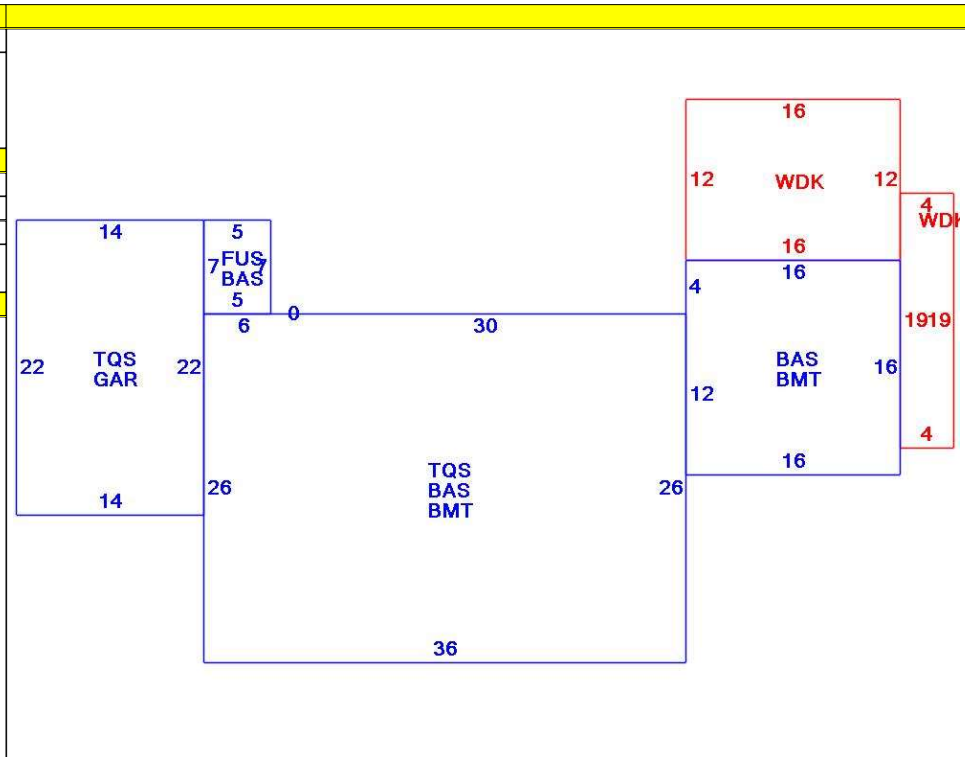 16
12 WDK 12
4
WDK
16
14 5
7 FUS 7
BAS
5
16
4
0
6 30
1919
22 TQS 22
GAR
BAS 16
BMT
12
4
16
TQS
BAS
BMT
26 26
14
36